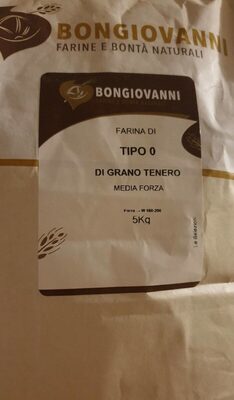 BONGIOVANNI
FARINE E BONTÀ NATURALI
BONGIOVANNI
FARINA DI
TIPO 0
DI GRANO TENERO
MEDIA FORZA
5Kg